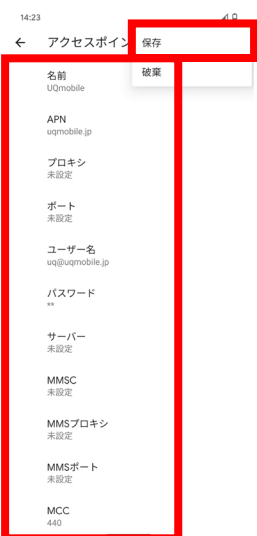 14:23
アクセスポイン
保存
破棄
名前
UQmobile
APN
uqmobile.jp
プロキシ
未設定
ポート
未設定
ユーザー名
uq@uqmobile.jp
パスワード
**
サーバー
未設定
MMSC
未設定
MMSプロキシ
未設定
MMSポート
未設定
MCC
440